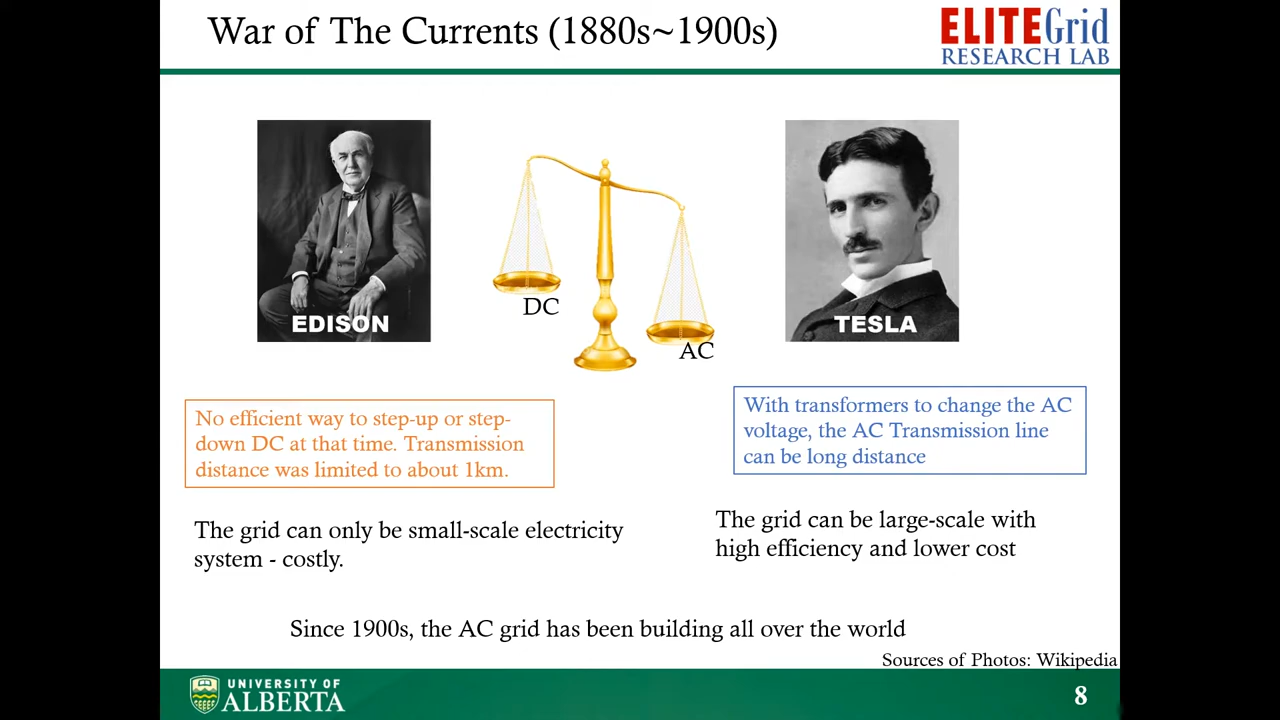 War of The Currents (1880s~1900s)
ELITEGrid
RESEARCH LAB
EDISON
DC
AC
TESLA
No efficient way to step-up or step-
down DC at that time. Transmission
distance was limited to about 1km.
With transformers to change the AC
voltage, the AC Transmission line
can be long distance
The grid can only be small-scale electricity
system - costly.
The grid can be large-scale with
high efficiency and lower cost
Since 1900s, the AC grid has been building all over the world
Sources of Photos: Wikipedia
UNIVERSITY OF
ALBERTA
8